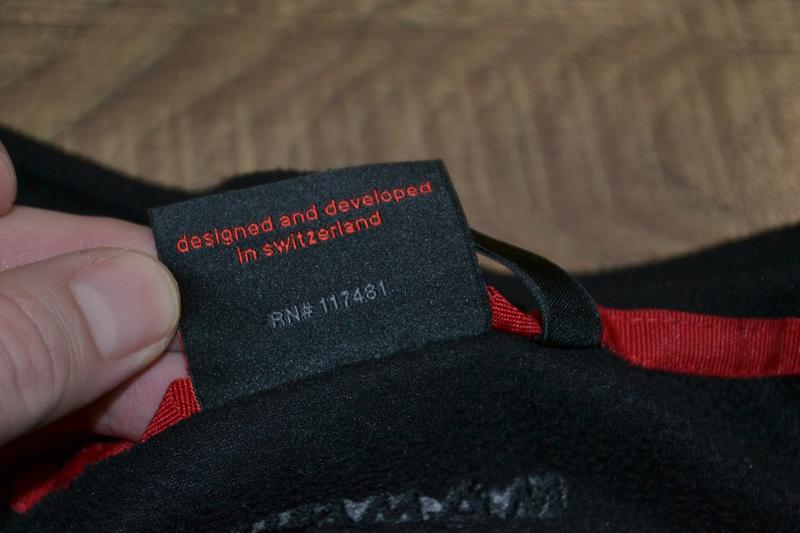 designed and developed
in switzerland
RN# 117481